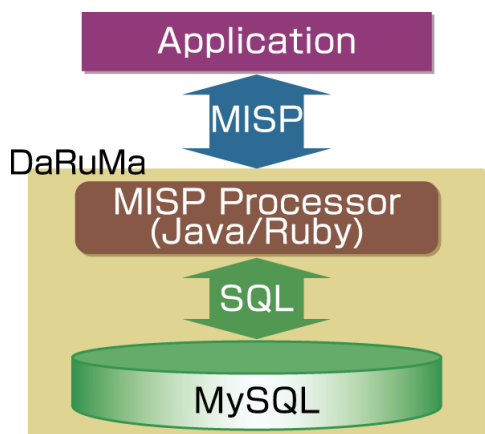 Application
MISP
DaRuMa
MISP Processor
(Java/Ruby)
SQL
MySQL